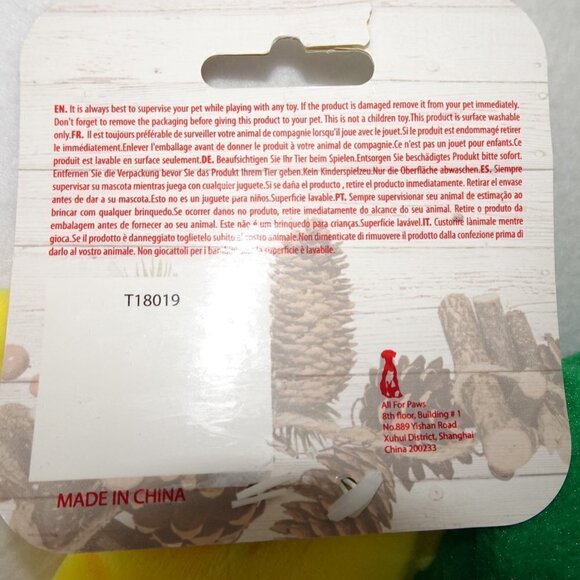 EN. It is always best to supervise your pet while playing with any toy. If the product is damaged remove it from your pet immediately.
Don't forget to remove the packaging before giving this product to your pet. This is not a children toy.This product is surface washable
only.FR. Il est toujours préférable de surveiller votre animal de compagnie lorsqu'il joue avec le jouet.Si le produit est endommagé retirer
le immédiatement.Enlever l'emballage avant de donner le produit à votre animal de compagnie.Ce n'est pas un jouet pour enfants.Ce
produit est lavable en surface seulement.DE. Beaufsichtigen Sie Ihr Tier beim Spielen.Entsorgen Sie beschädigtes Produkt bitte sofort.
Entfernen Sie die Verpackung bevor Sie das Produkt Ihrem Tier geben.Kein Kinderspielzeu.Nur die Oberfläche abwaschen.ES. Siempre
supervisar su mascota mientras juega con cualquier juguete.Si se daña el producto , retire el producto inmediatamente. Retirar el envase
antes de dar a su mascota.Esto no es un juguete para niños.Superficie lavable.PT. Sempre supervisionar seu animal de estimação ao
brincar com qualquer brinquedo.Se ocorrer danos no produto, retire imediatamente do alcance do seu animal. Retire o produto da
embalagem antes de fornecer ao seu animal. Este não é um brinquedo para crianças.Superfície lavável.IT. Custorire lànimale mentre
gioca.Se il prodotto è danneggiato toglietelo subito al vostro animale.Non dimenticate di rimuovere il prodotto dalla confezione prima di
darlo al vostro animale. Non giocattoli per i superficie è lavabile.
T18019
All For Paws
8th floor, Building # 1
No.889 Yishan Road
Xuhui District, Shanghai
China 200233
MADE IN CHINA